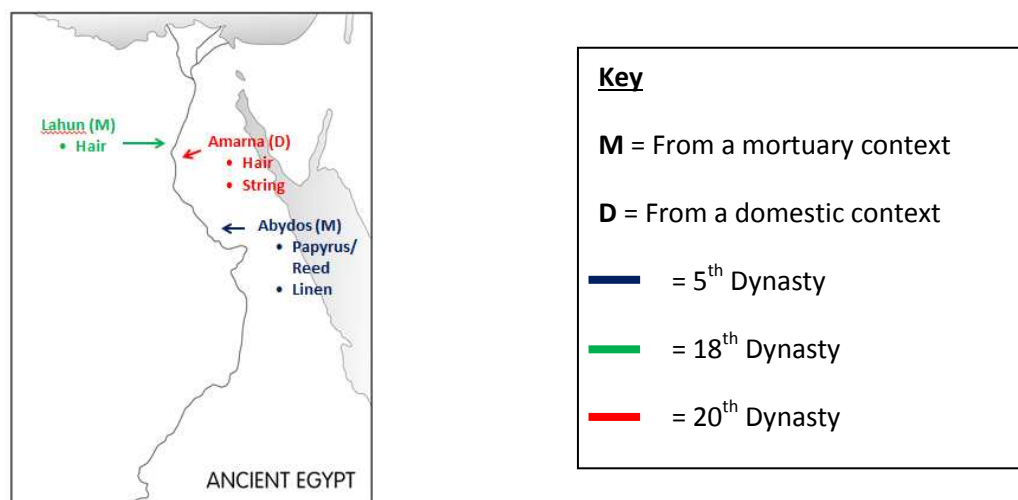 Lahun (M)
• Hair
Amarna (D)
• Hair
• String
Abydos (M)
• Papyrus/
Reed
• Linen
ANCIENT EGYPT
Key
M = From a mortuary context
D = From a domestic context
= 5th Dynasty
= 18th Dynasty
= 20th Dynasty